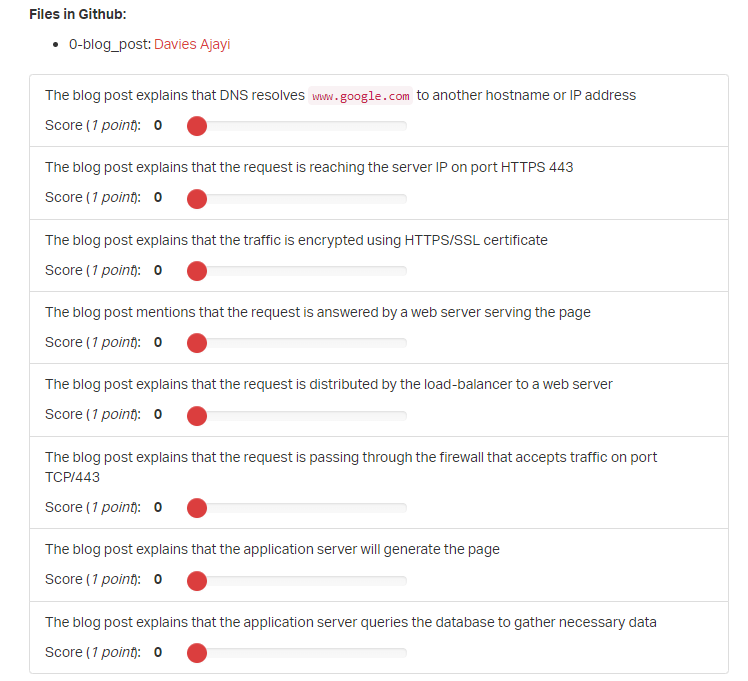 Files in Github:
• 0-blog_post: Davies Ajayi
The blog post explains that DNS resolves www.google.com to another hostname or IP address
Score (1 point): 0
The blog post explains that the request is reaching the server IP on port HTTPS 443
Score (1 point): 0
The blog post explains that the traffic is encrypted using HTTPS/SSL certificate
Score (1 point): 0
The blog post mentions that the request is answered by a web server serving the page
Score (1 point): 0
The blog post explains that the request is distributed by the load-balancer to a web server
Score (1 point): 0
The blog post explains that the request is passing through the firewall that accepts traffic on port
TCP/443
Score (1 point): 0
The blog post explains that the application server will generate the page
Score (1 point): 0
The blog post explains that the application server queries the database to gather necessary data
Score (1 point): 0